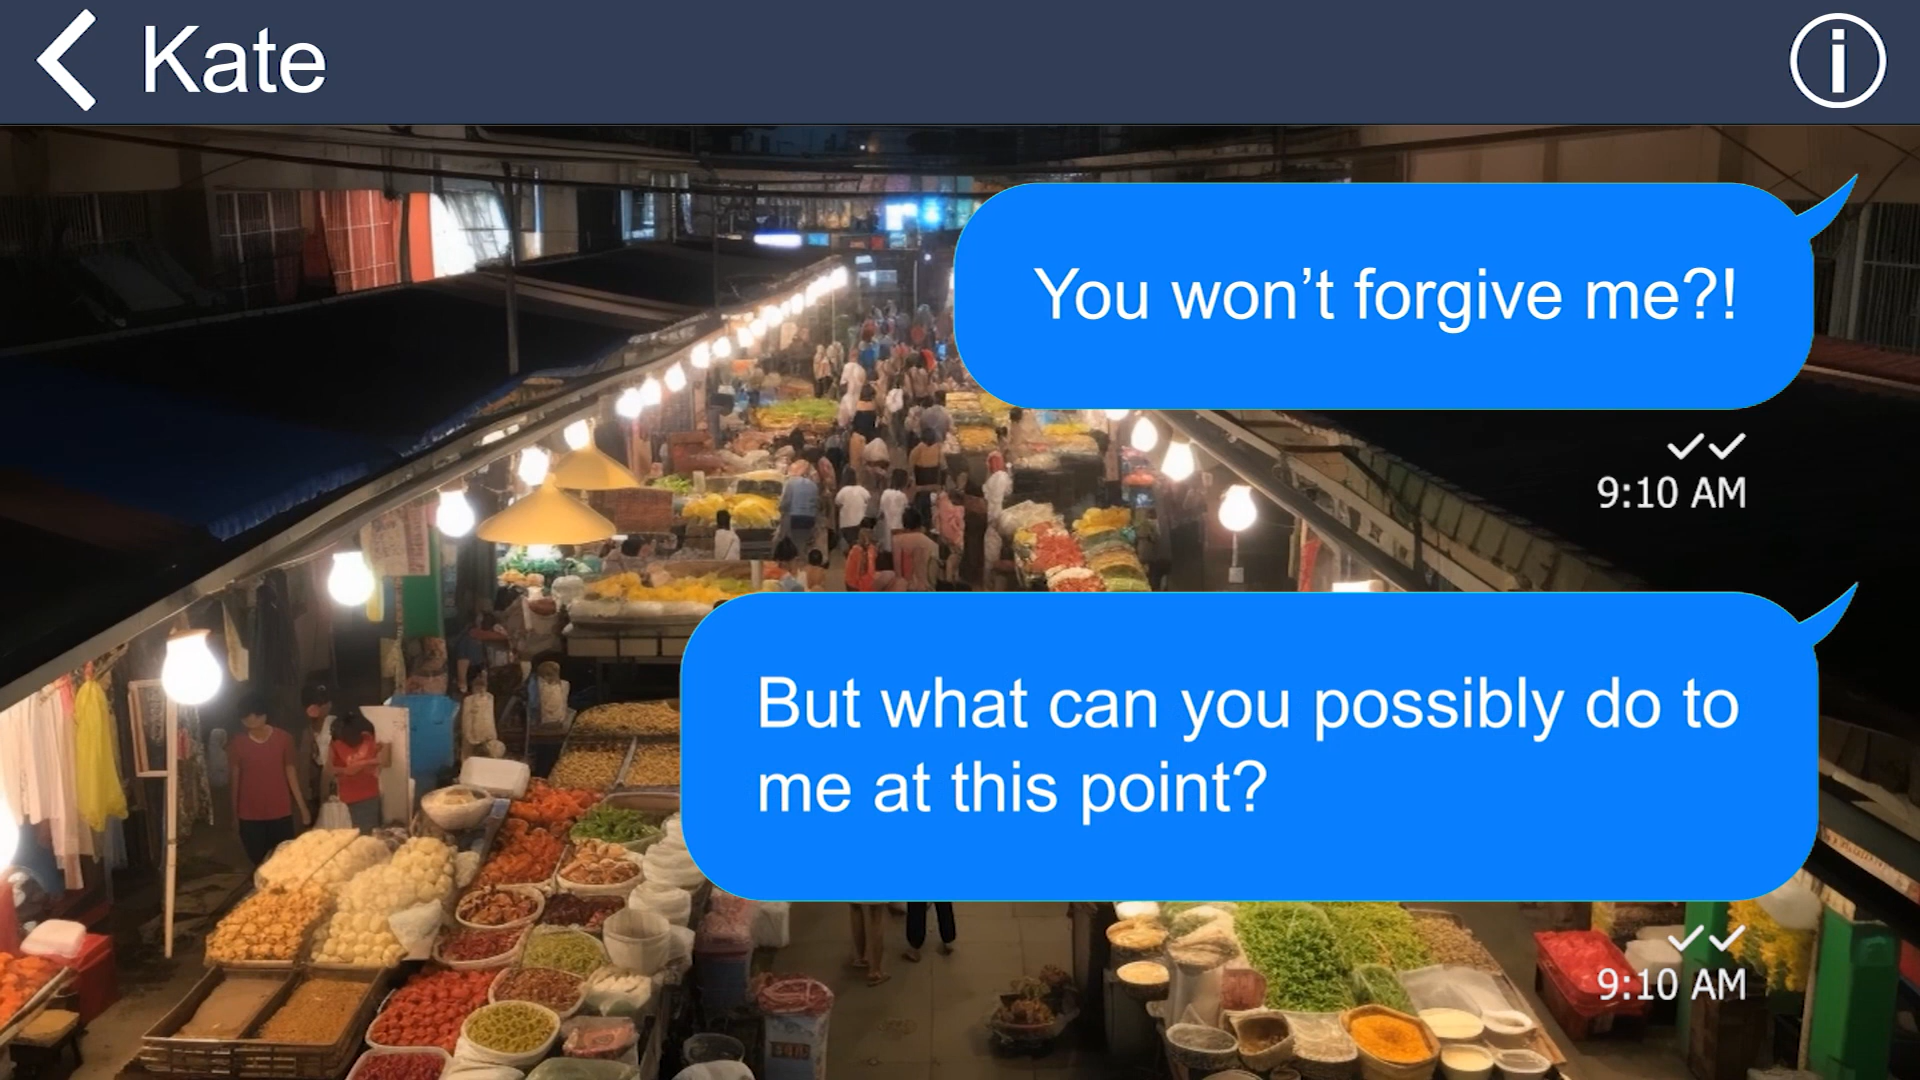 Kate
You won’t forgive me?!
9:10 AM
But what can you possibly do to
me at this point?
9:10 AM